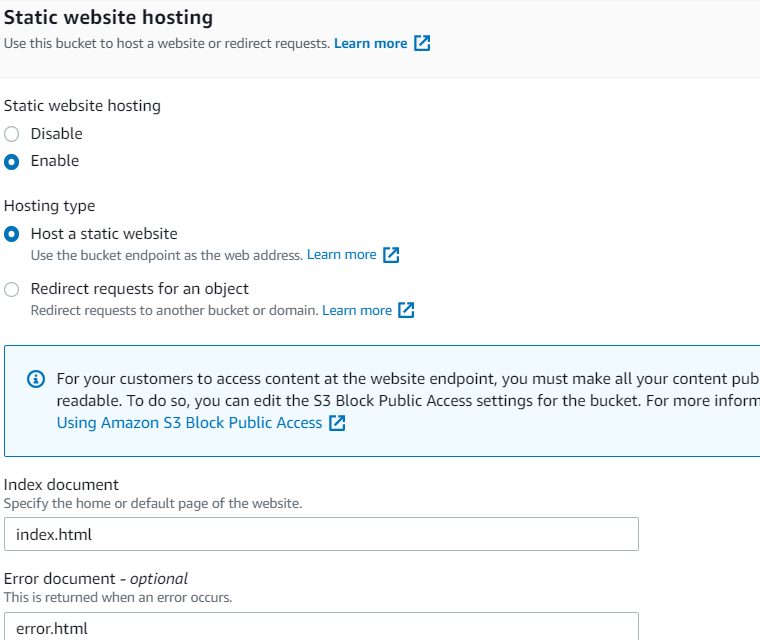 Static website hosting
Use this bucket to host a website or redirect requests. Learn more
Static website hosting
Disable
Enable
Hosting type
Host a static website
Use the bucket endpoint as the web address. Learn more
Redirect requests for an object
Redirect requests to another bucket or domain. Learn more
For your customers to access content at the website endpoint, you must make all your content
readable. To do so, you can edit the S3 Block Public Access settings for the bucket. For more
Using Amazon S3 Block Public Access
Index document
Specify the home or default page of the website.
index.html
Error document - optional
This is returned when an error occurs.
error.html